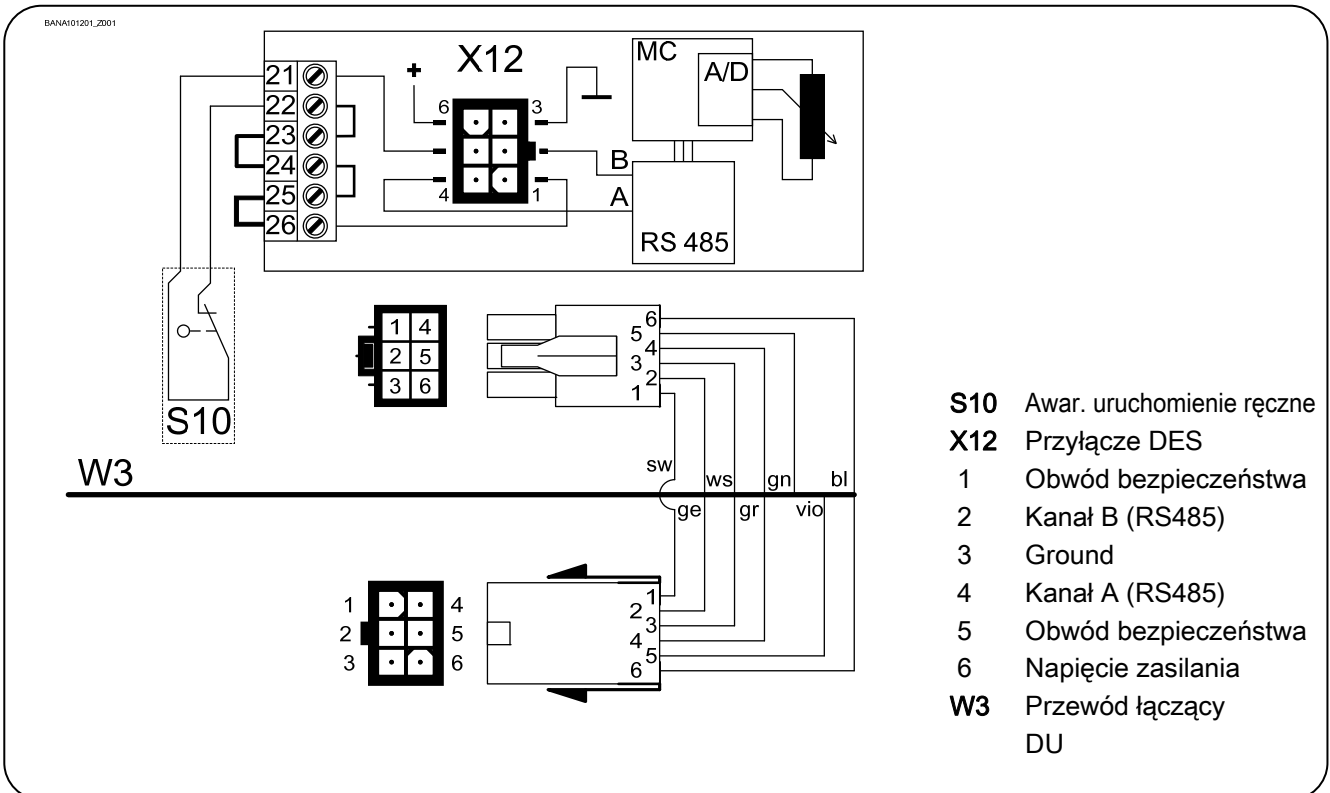 BANA101201_Z001
X12
MC
A/D
21
22
23
24
25
26
+
6
3
4
1
B
A
RS 485
S10
1 4
2 5
3 6
6
5
4
3
2
1
W3
sw
ws
gn
bl
ge
gr
vio
1 4
2 5
3 6
1
2
3
4
5
6
S10 Awar. uruchomienie ręczne
X12 Przyłącze DES
1 Obwód bezpieczeństwa
2 Kanał B (RS485)
3 Ground
4 Kanał A (RS485)
5 Obwód bezpieczeństwa
6 Napięcie zasilania
W3 Przewód łączący
DU